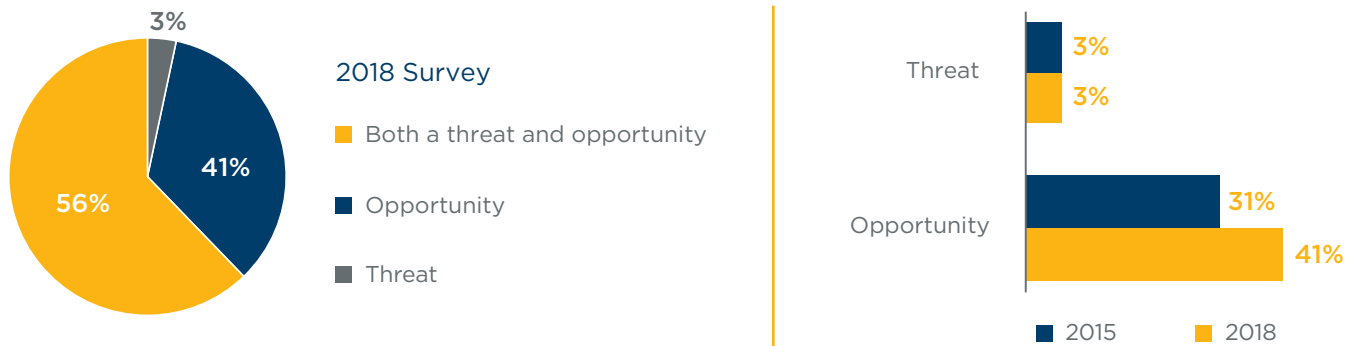 3%
41%
56%
2018 Survey
Both a threat and opportunity
Opportunity
Threat
Threat
3%
3%
Opportunity
31%
41%
2015
2018